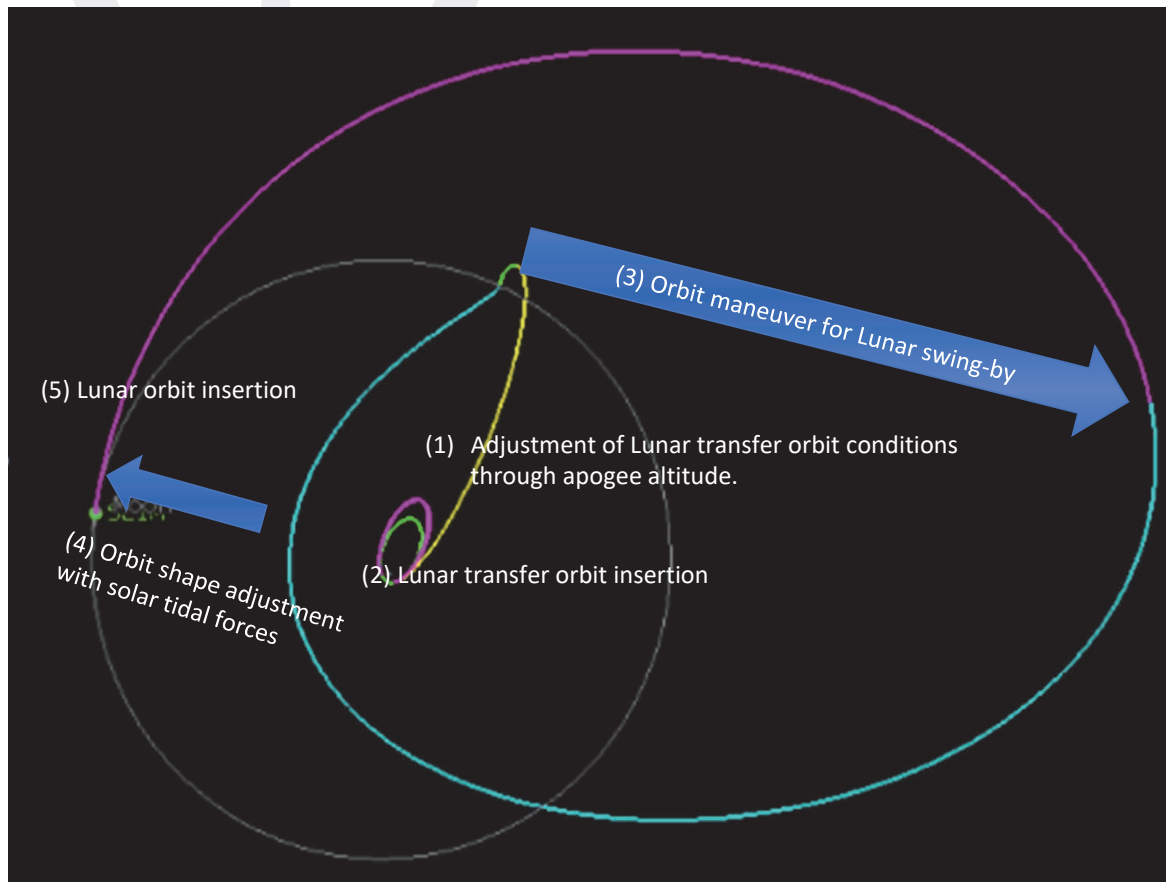 (3) Orbit maneuver for Lunar swing-by
(5) Lunar orbit insertion
(1) Adjustment of Lunar transfer orbit conditions
through apogee altitude.
(4) Orbit shape adjustment
with solar tidal forces
(2) Lunar transfer orbit insertion